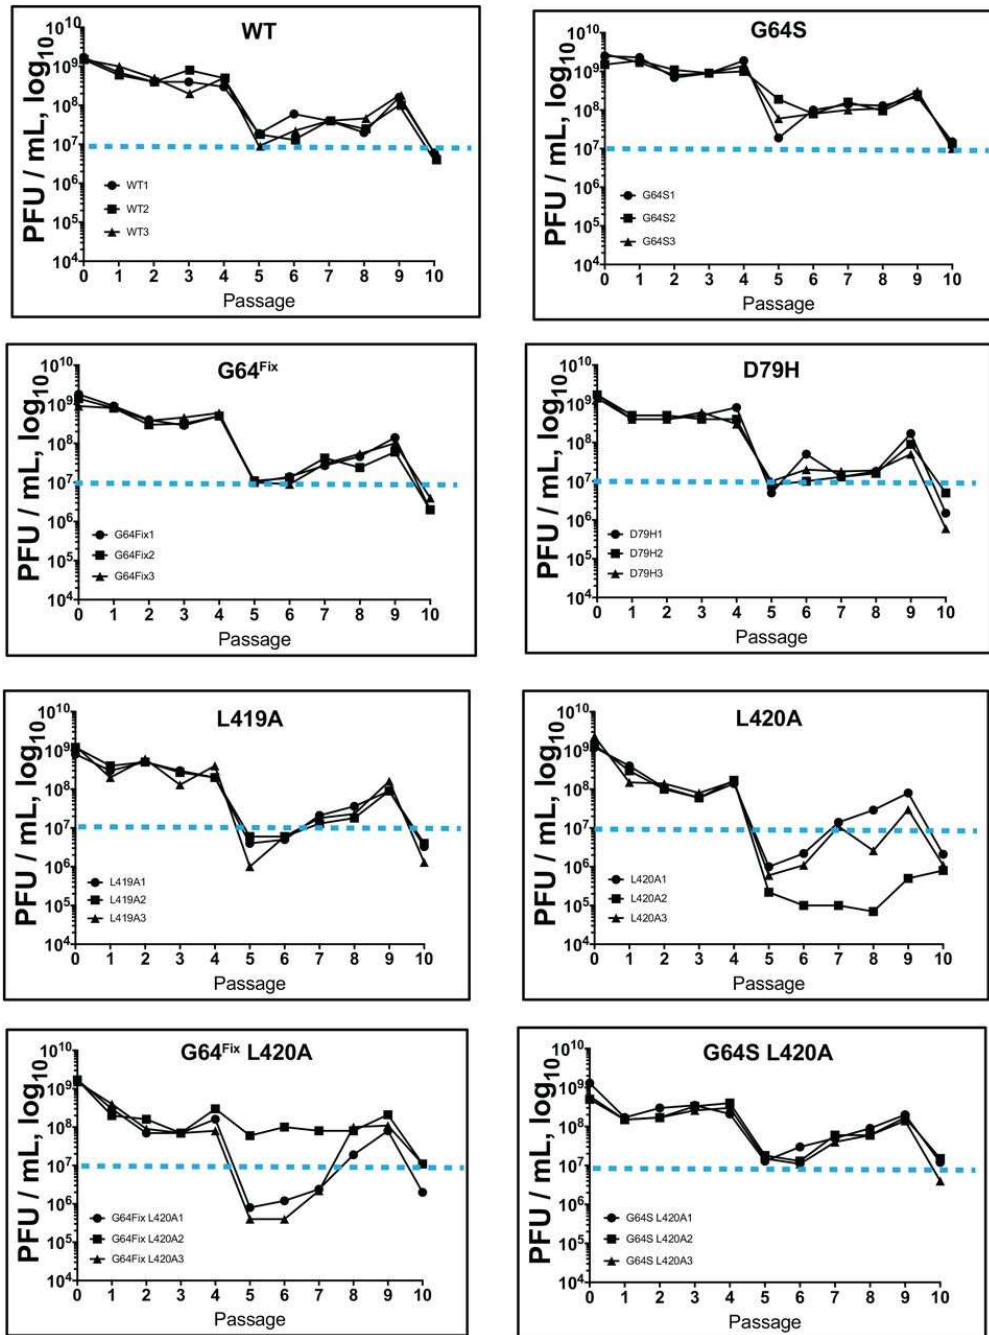 WT
PFU / mL, log10
10^10
10^9
10^8
10^7
10^6
10^5
10^4
WT1
WT2
WT3
0 1 2 3 4 5 6 7 8 9 10
Passage
G64S
PFU / mL, log10
10^10
10^9
10^8
10^7
10^6
10^5
10^4
G64S1
G64S2
G64S3
0 1 2 3 4 5 6 7 8 9 10
Passage
G64Fix
PFU / mL, log10
10^10
10^9
10^8
10^7
10^6
10^5
10^4
G64Fix1
G64Fix2
G64Fix3
0 1 2 3 4 5 6 7 8 9 10
Passage
D79H
PFU / mL, log10
10^10
10^9
10^8
10^7
10^6
10^5
10^4
D79H1
D79H2
D79H3
0 1 2 3 4 5 6 7 8 9 10
Passage
L419A
PFU / mL, log10
10^10
10^9
10^8
10^7
10^6
10^5
10^4
L419A1
L419A2
L419A3
0 1 2 3 4 5 6 7 8 9 10
Passage
L420A
PFU / mL, log10
10^10
10^9
10^8
10^7
10^6
10^5
10^4
L420A1
L420A2
L420A3
0 1 2 3 4 5 6 7 8 9 10
Passage
G64Fix L420A
PFU / mL, log10
10^10
10^9
10^8
10^7
10^6
10^5
10^4
G64Fix L420A1
G64Fix L420A2
G64Fix L420A3
0 1 2 3 4 5 6 7 8 9 10
Passage
G64S L420A
PFU / mL, log10
10^10
10^9
10^8
10^7
10^6
10^5
10^4
G64S L420A1
G64S L420A2
G64S L420A3
0 1 2 3 4 5 6 7 8 9 10
Passage